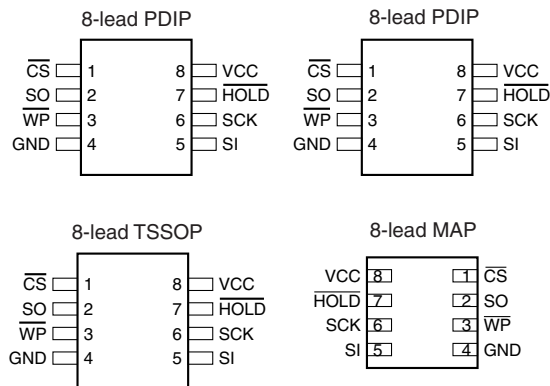 8-lead PDIP
CS 1 8 VCC
SO 2 7 HOLD
WP 3 6 SCK
GND 4 5 SI
8-lead PDIP
CS 1 8 VCC
SO 2 7 HOLD
WP 3 6 SCK
GND 4 5 SI
8-lead TSSOP
CS 1 8 VCC
SO 2 7 HOLD
WP 3 6 SCK
GND 4 5 SI
8-lead MAP
VCC 8 1 CS
HOLD 7 2 SO
SCK 6 3 WP
SI 5 4 GND